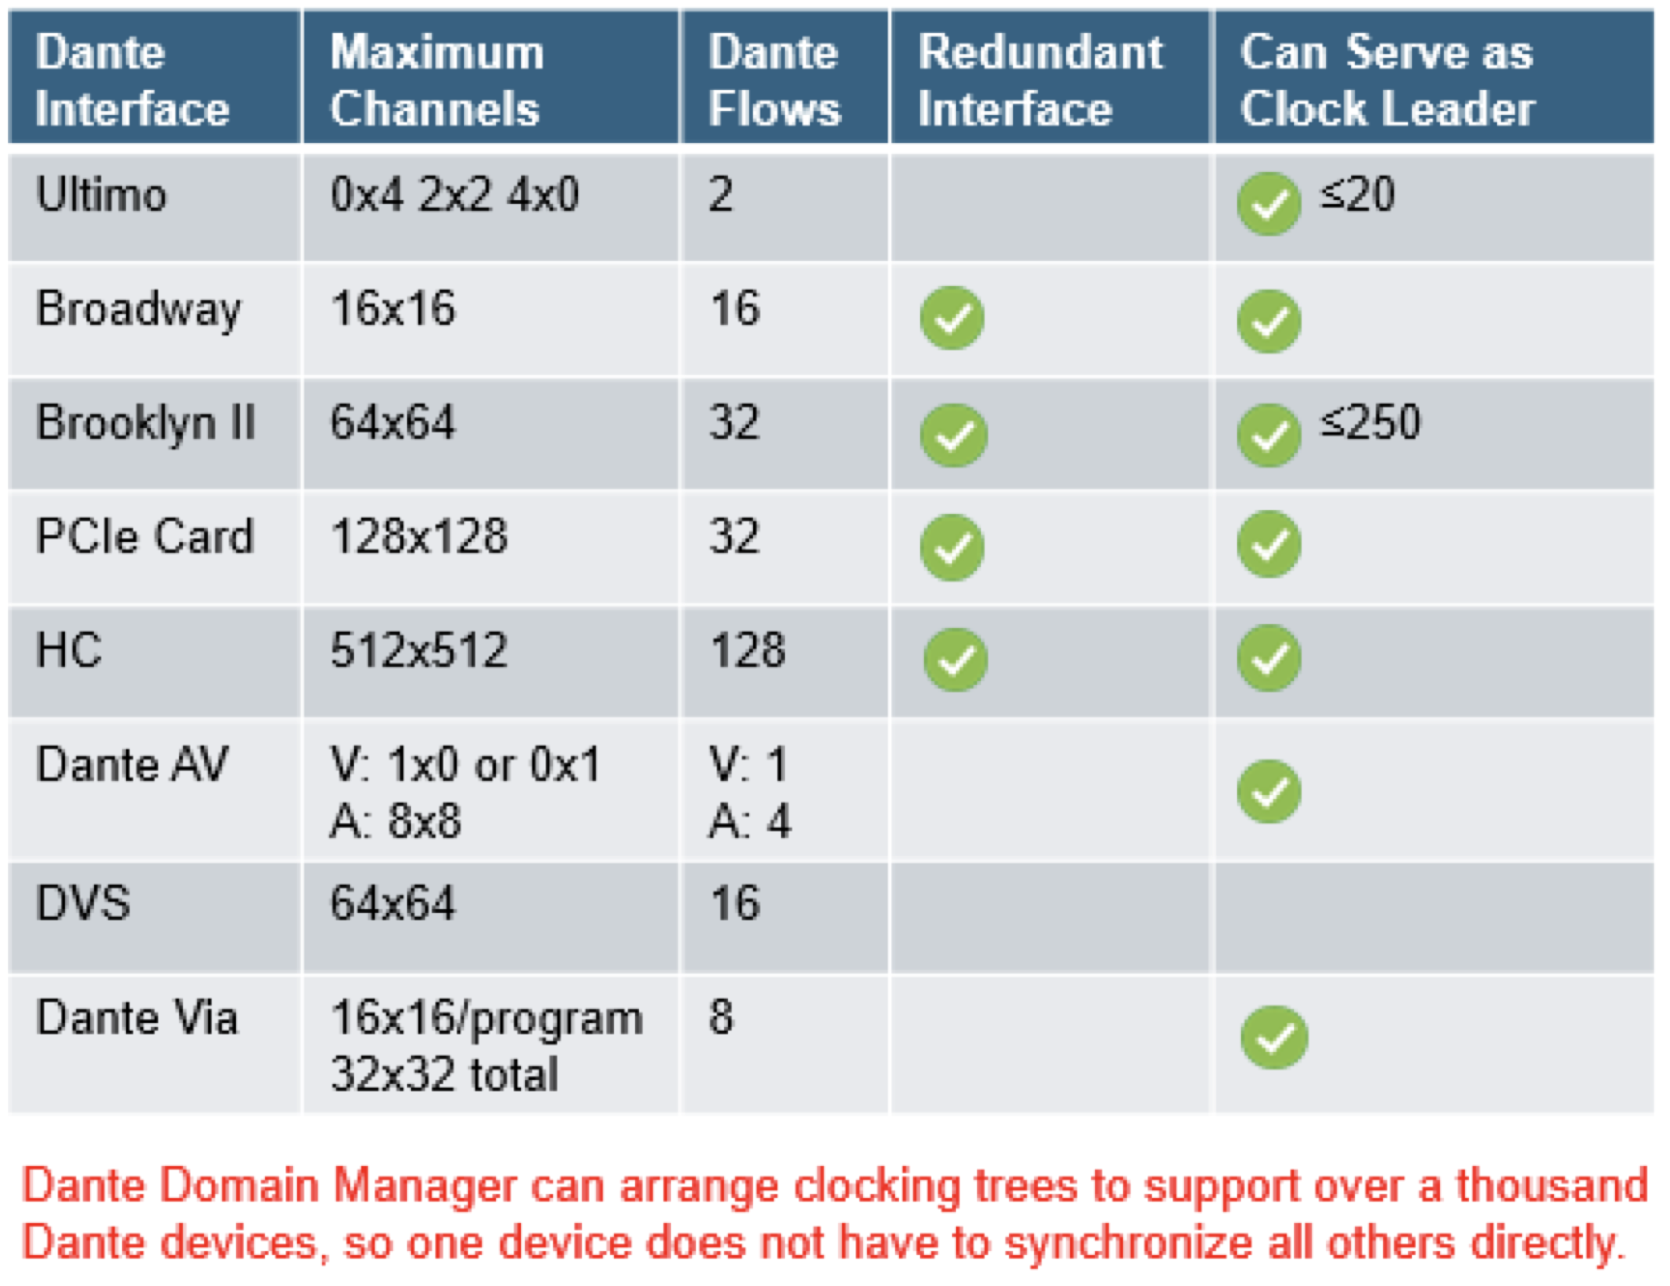 Dante Interface	Maximum Channels	Dante Flows	Redundant Interface	Can Serve as Clock Leader
Ultimo	0x4 2x2 4x0	2		≤20
Broadway	16x16	16
Brooklyn II	64x64	32		≤250
PCIe Card	128x128	32
HC	512x512	128
Dante AV	V: 1x0 or 0x1	V: 1
A: 8x8	A: 4
DVS	64x64	16
Dante Via	16x16/program	8
32x32 total
Dante Domain Manager can arrange clocking trees to support over a thousand
Dante devices, so one device does not have to synchronize all others directly.